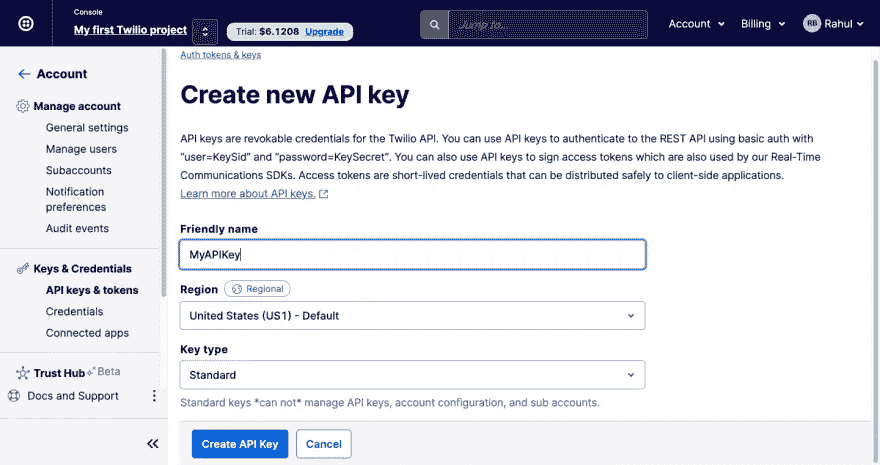 Console
My first Twilio project
Trial: $6.1208 Upgrade
Jump to...
Account
Billing
RB
Rahul
Account
Manage account
General settings
Manage users
Subaccounts
Notification
preferences
Audit events
Keys & Credentials
API keys & tokens
Credentials
Connected apps
Trust Hub Beta
Docs and Support
Auth tokens & keys
Create new API key
API keys are revokable credentials for the Twilio API. You can use API keys to authenticate to the REST API using basic auth with
"user=KeySid" and "password=KeySecret". You can also use API keys to sign access tokens which are also used by our Real-Time
Communications SDKs. Access tokens are short-lived credentials that can be distributed safely to client-side applications.
Learn more about API keys.
Friendly name
MyAPIKey
Region Regional
United States (US1) - Default
Key type
Standard
Standard keys *can not* manage API keys, account configuration, and sub accounts.
Create API Key
Cancel